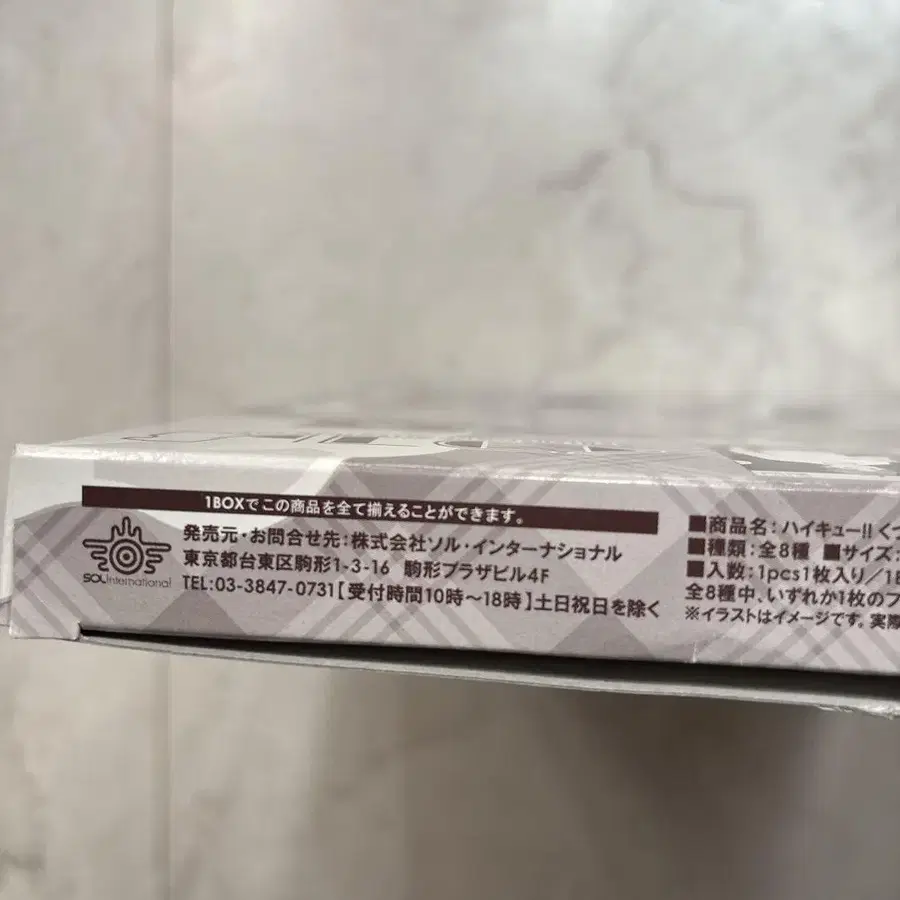 1BOXでこの商品を全て揃えることができます。
発売元・お問合せ先:株式会社ソル・インターナショナル
東京都台東区駒形1-3-16 駒形プラザビル4F
TEL:03-3847-0731【受付時間10時〜18時】土日祝日を除く
SOL International
■商品名:ハイキュー!! くつ
■種類:全8種 ■サイズ:
■入数:1pcs1枚入り/1B
全8種中、いずれか1枚のフ
※イラストはイメージです。実際